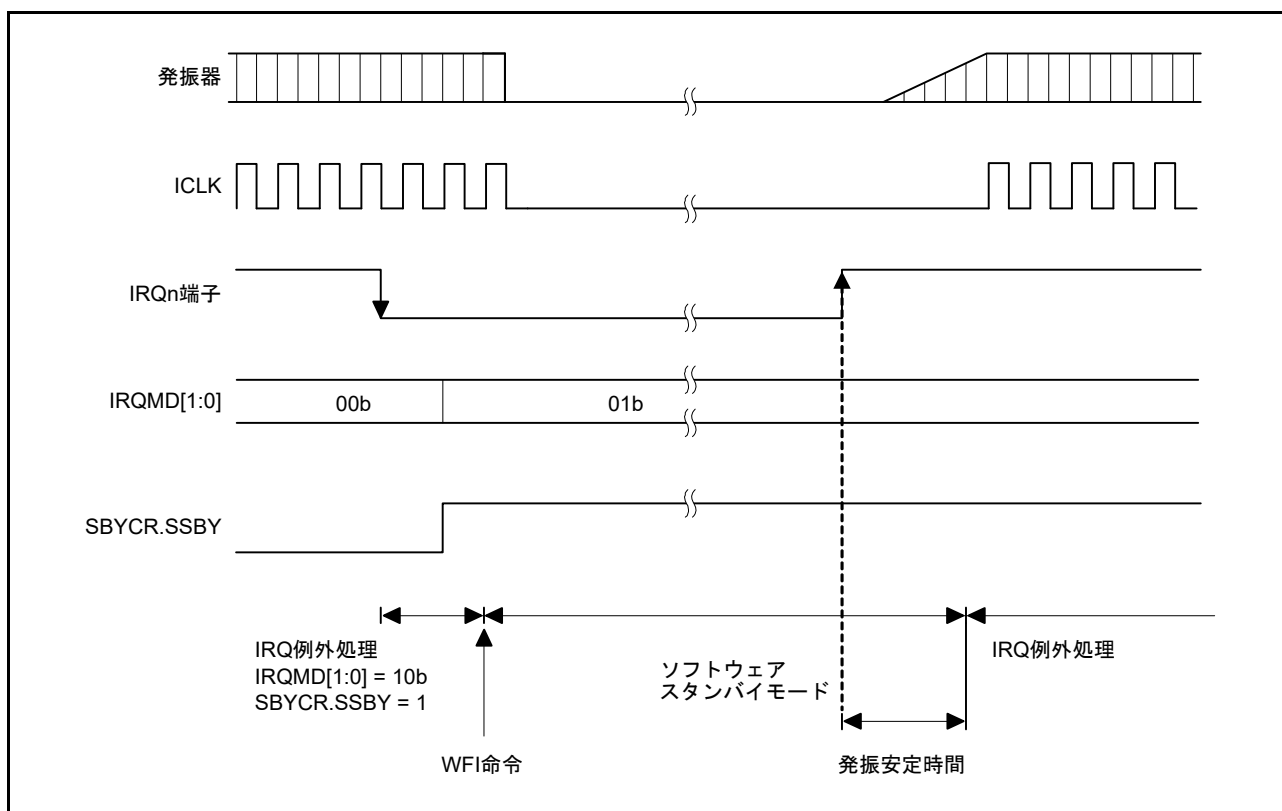 発振器
ICLK
IRQn端子
IRQMD[1:0]
00b
01b
SBYCR.SSBY
IRQ例外処理
IRQMD[1:0] = 10b
SBYCR.SSBY = 1
ソフトウェア
スタンバイモード
IRQ例外処理
WFI命令
発振安定時間